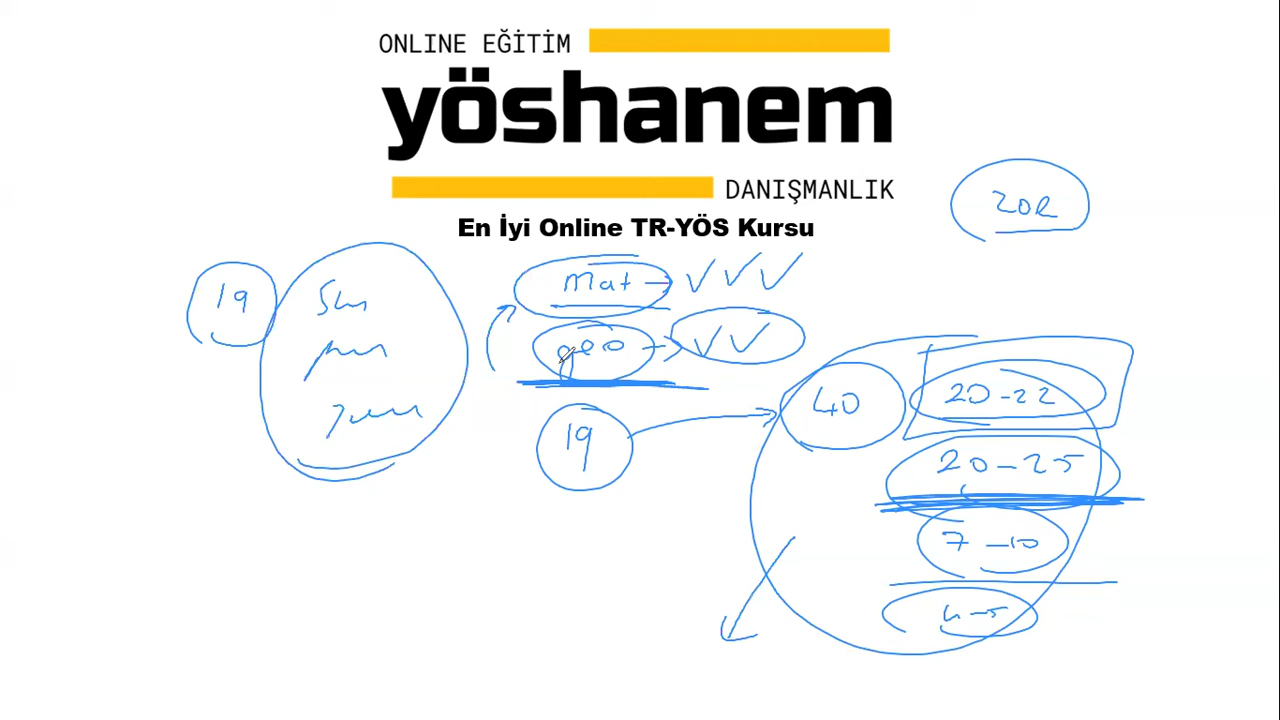 ONLINE EĞİTİM
yöshanem
DANIŞMANLIK
En İyi Online TR-YÖS Kursu
ZOR
19
Mat → ✓ ✓ ✓
geo → ✓ ✓
40
20-22
19
20-25
7-10
4-5